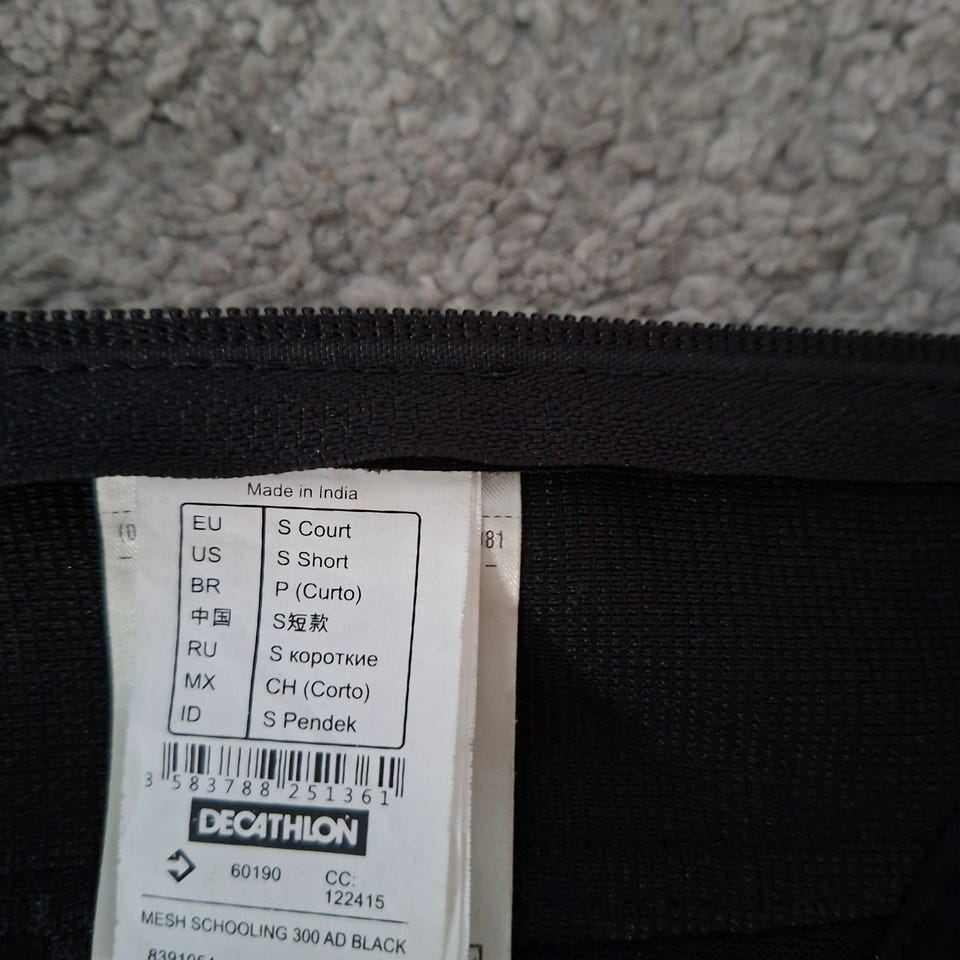 Made in India
EU S Court
US S Short
BR P (Curto)
中国 S短款
RU S короткие
MX CH (Corto)
ID S Pendek
81
3 583788 251361
DECATHLON
60190 CC:
122415
MESH SCHOOLING 300 AD BLACK